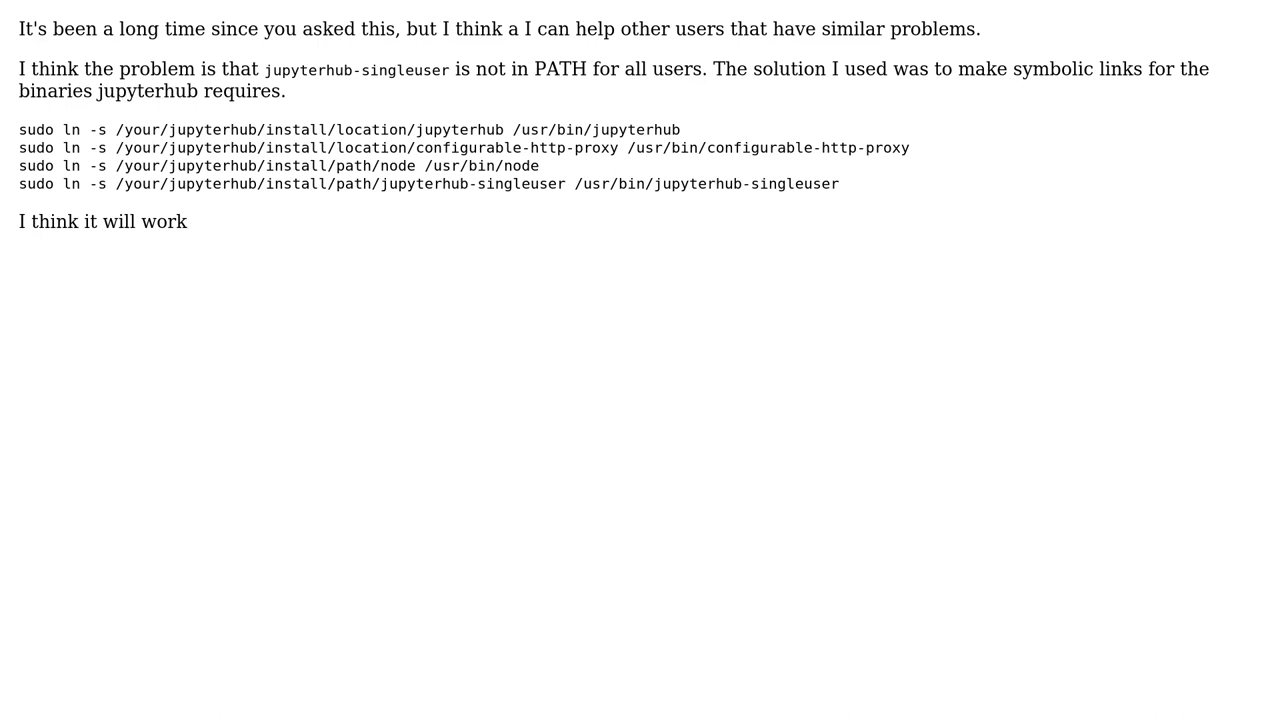 It's been a long time since you asked this, but I think a I can help other users that have similar problems.
I think the problem is that jupyterhub-singleuser is not in PATH for all users. The solution I used was to make symbolic links for the
binaries jupyterhub requires.
sudo ln -s /your/jupyterhub/install/location/jupyterhub /usr/bin/jupyterhub
sudo ln -s /your/jupyterhub/install/location/configurable-http-proxy /usr/bin/configurable-http-proxy
sudo ln -s /your/jupyterhub/install/path/node /usr/bin/node
sudo ln -s /your/jupyterhub/install/path/jupyterhub-singleuser /usr/bin/jupyterhub-singleuser
I think it will work